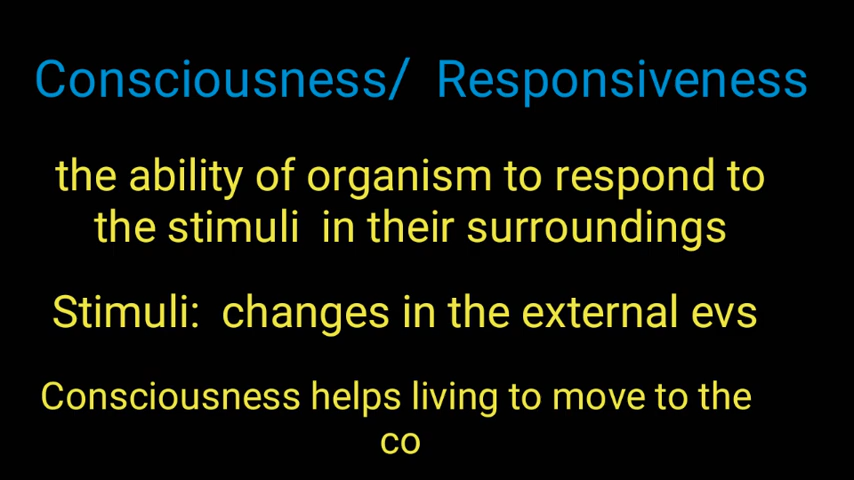 Consciousness/ Responsiveness
the ability of organism to respond to
the stimuli in their surroundings
Stimuli: changes in the external evs
Consciousness helps living to move to the
co